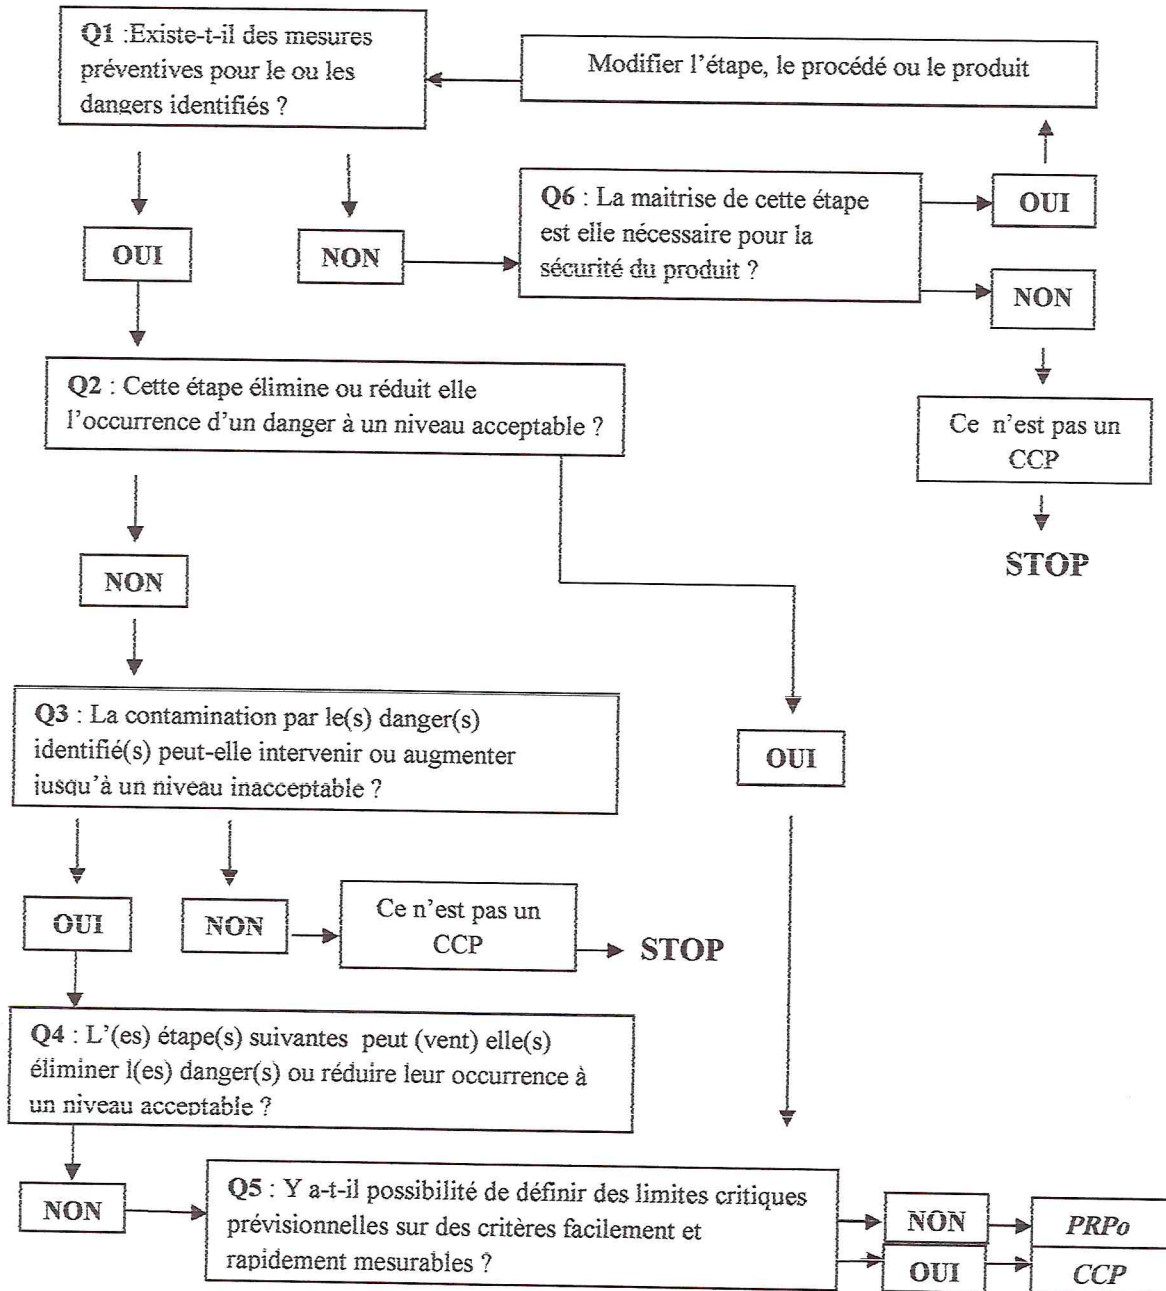 Q1 :Existe-t-il des mesures
préventives pour le ou les
dangers identifiés ?
Modifier l'étape, le procédé ou le produit
OUI
NON
Q6 : La maitrise de cette étape
est elle nécessaire pour la
sécurité du produit ?
OUI
NON
Q2 : Cette étape élimine ou réduit elle
l'occurrence d'un danger à un niveau acceptable ?
Ce n'est pas un
CCP
STOP
NON
Q3 : La contamination par le(s) danger(s)
identifié(s) peut-elle intervenir ou augmenter
jusqu'à un niveau inacceptable ?
OUI
OUI
NON
Ce n'est pas un
CCP
STOP
Q4 : L'(es) étape(s) suivantes peut (vent) elle(s)
éliminer l(es) danger(s) ou réduire leur occurrence à
un niveau acceptable ?
NON
Q5 : Y a-t-il possibilité de définir des limites critiques
prévisionnelles sur des critères facilement et
rapidement mesurables ?
NON
PRPo
OUI
CCP